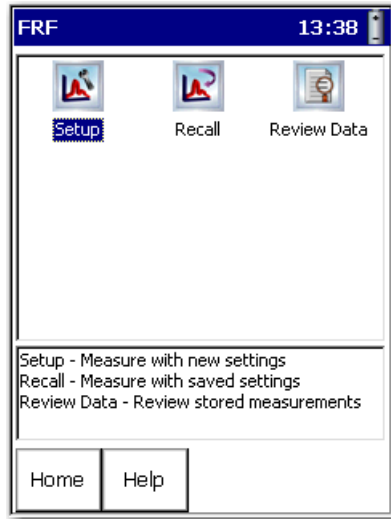 FRF 13:38
Setup Recall Review Data
Setup - Measure with new settings
Recall - Measure with saved settings
Review Data - Review stored measurements
Home Help